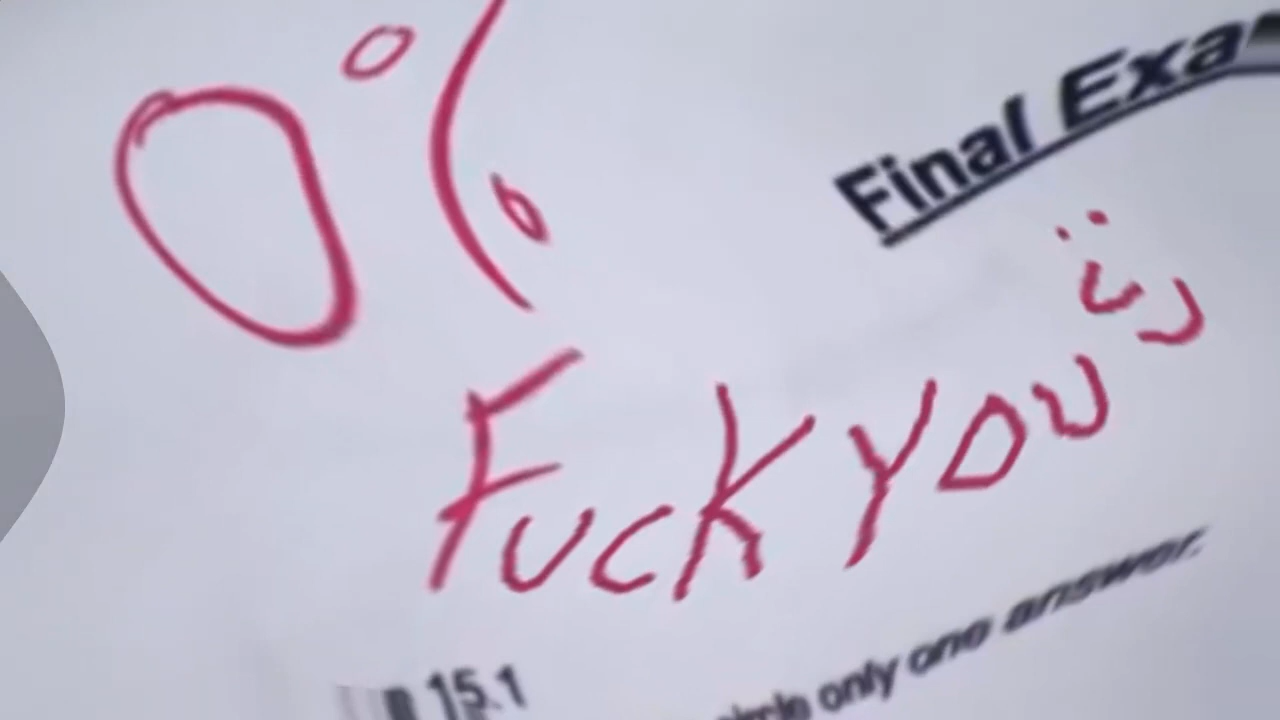 0%
Final Exa
Fuck you :)
15.1
only one answer.